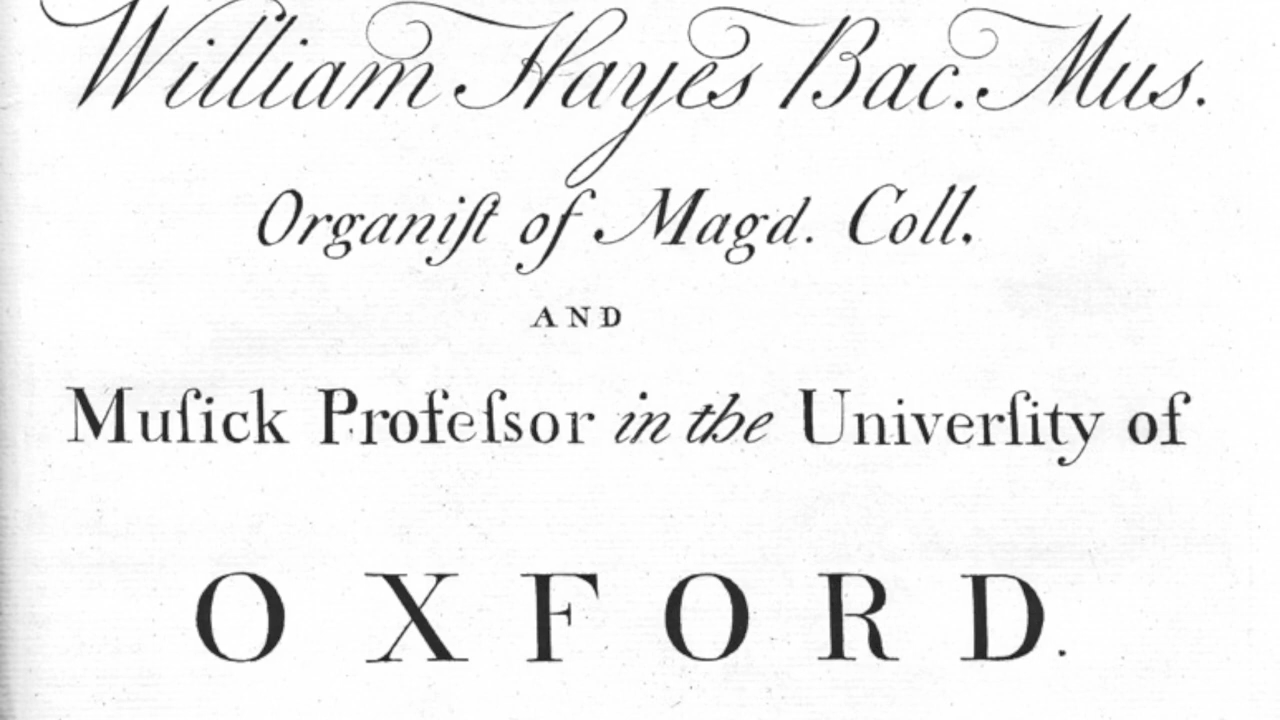 William Hayes Bac. Mus.
Organiſt of Magd. Coll.
AND
Muſick Profeſsor in the Univerſity of
OXFORD.